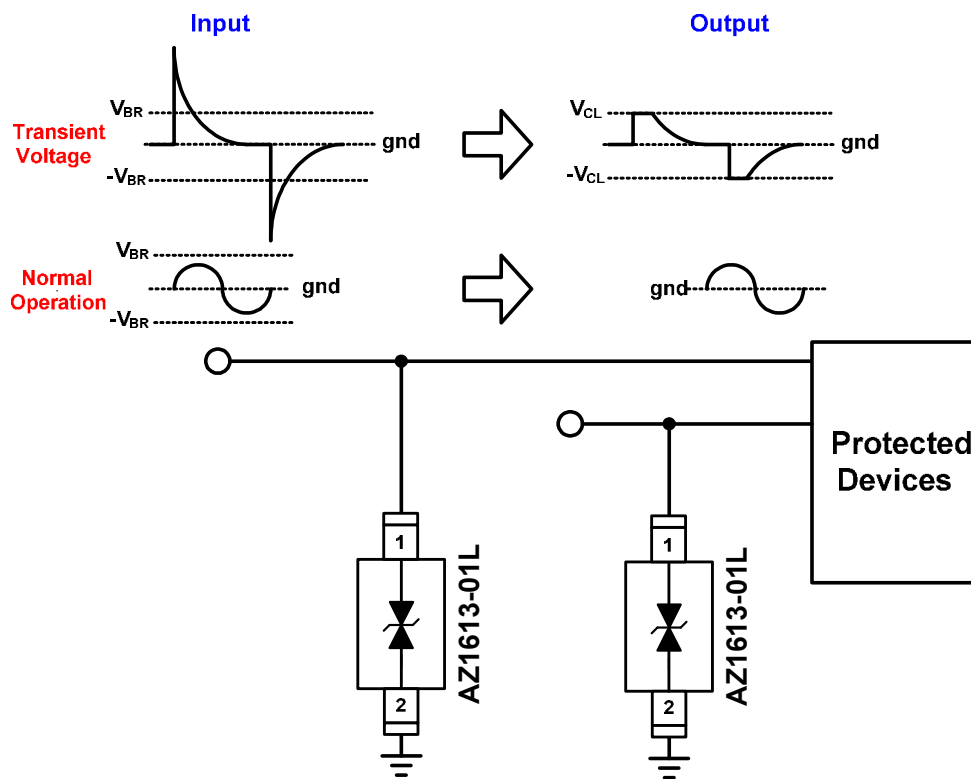 Input
Output
VBR
VCL
Transient
Voltage
gnd
gnd
-VBR
-VCL
VBR
Normal
Operation
gnd
gnd
-VBR
Protected
Devices
1
AZ1613-01L
2
1
AZ1613-01L
2